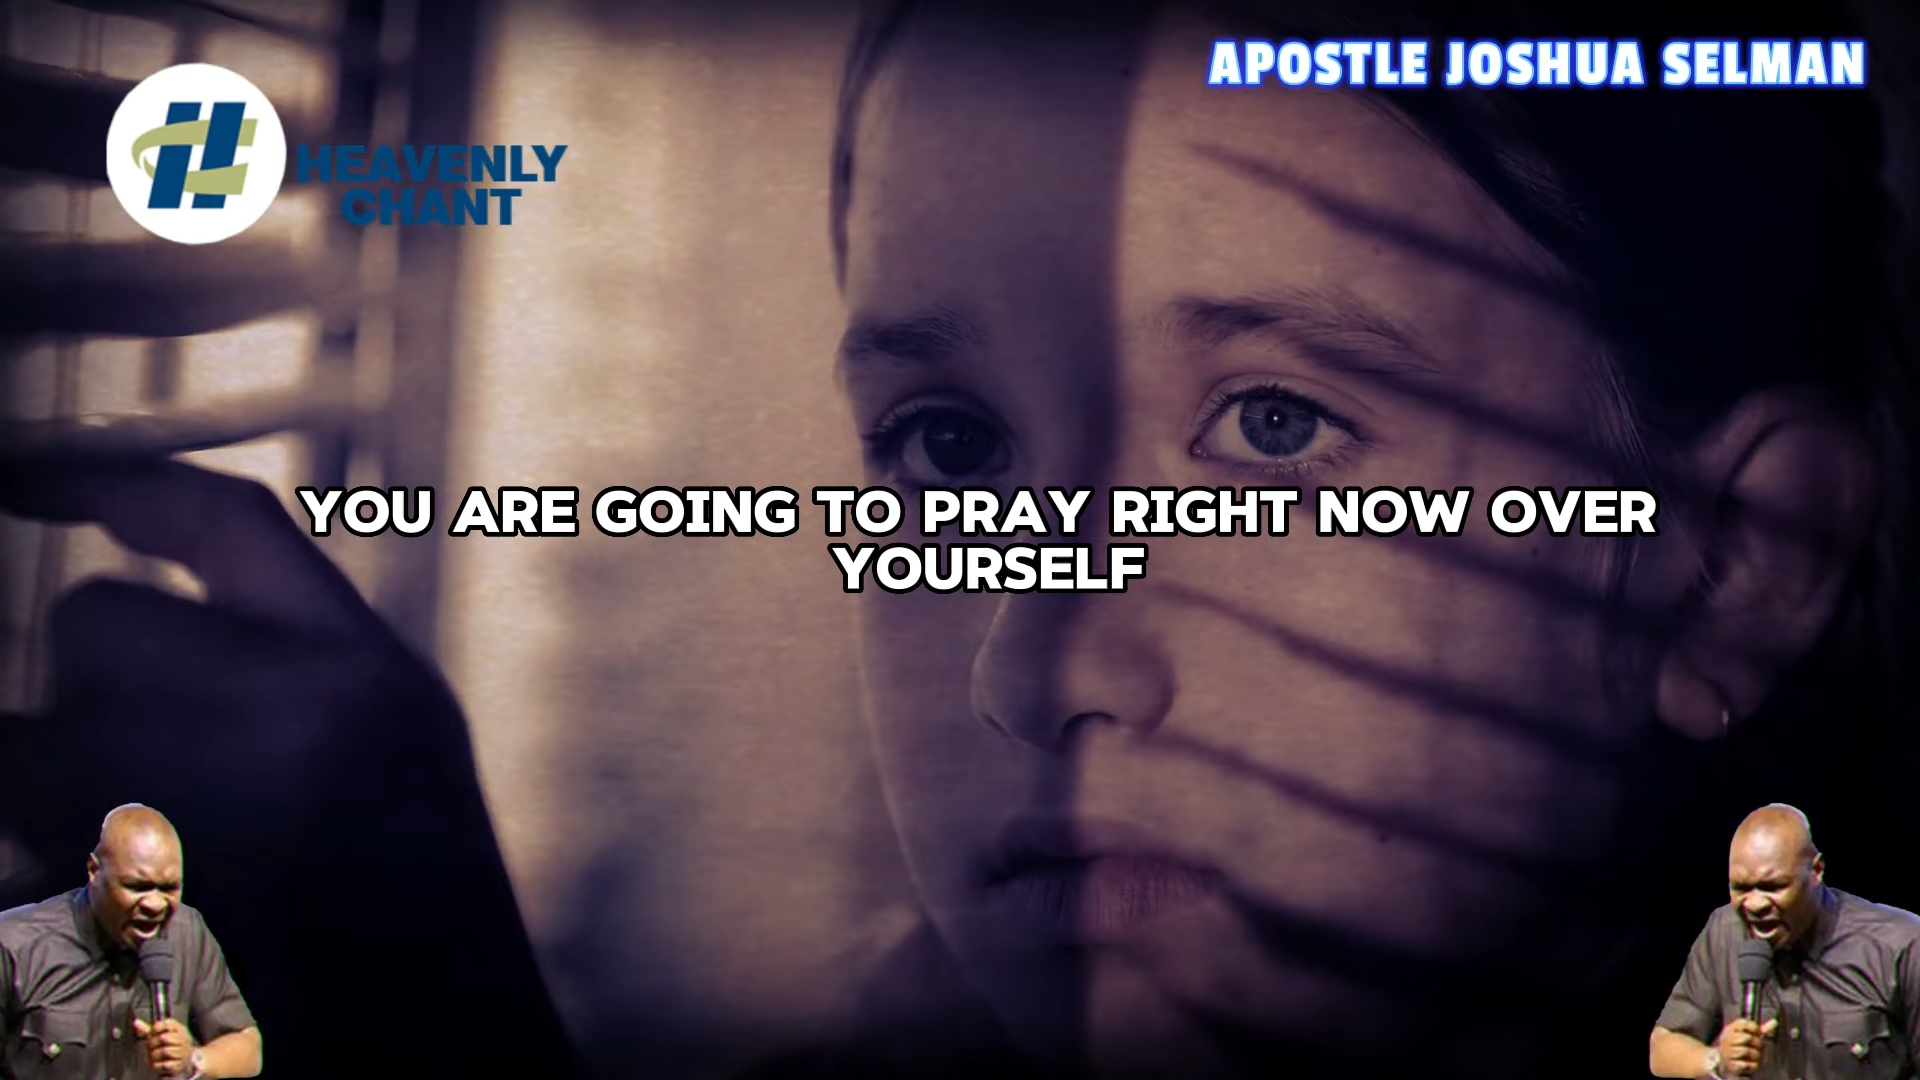 APOSTLE JOSHUA SELMAN
HEAVENLY
CHANT
YOU ARE GOING TO PRAY RIGHT NOW OVER
YOURSELF